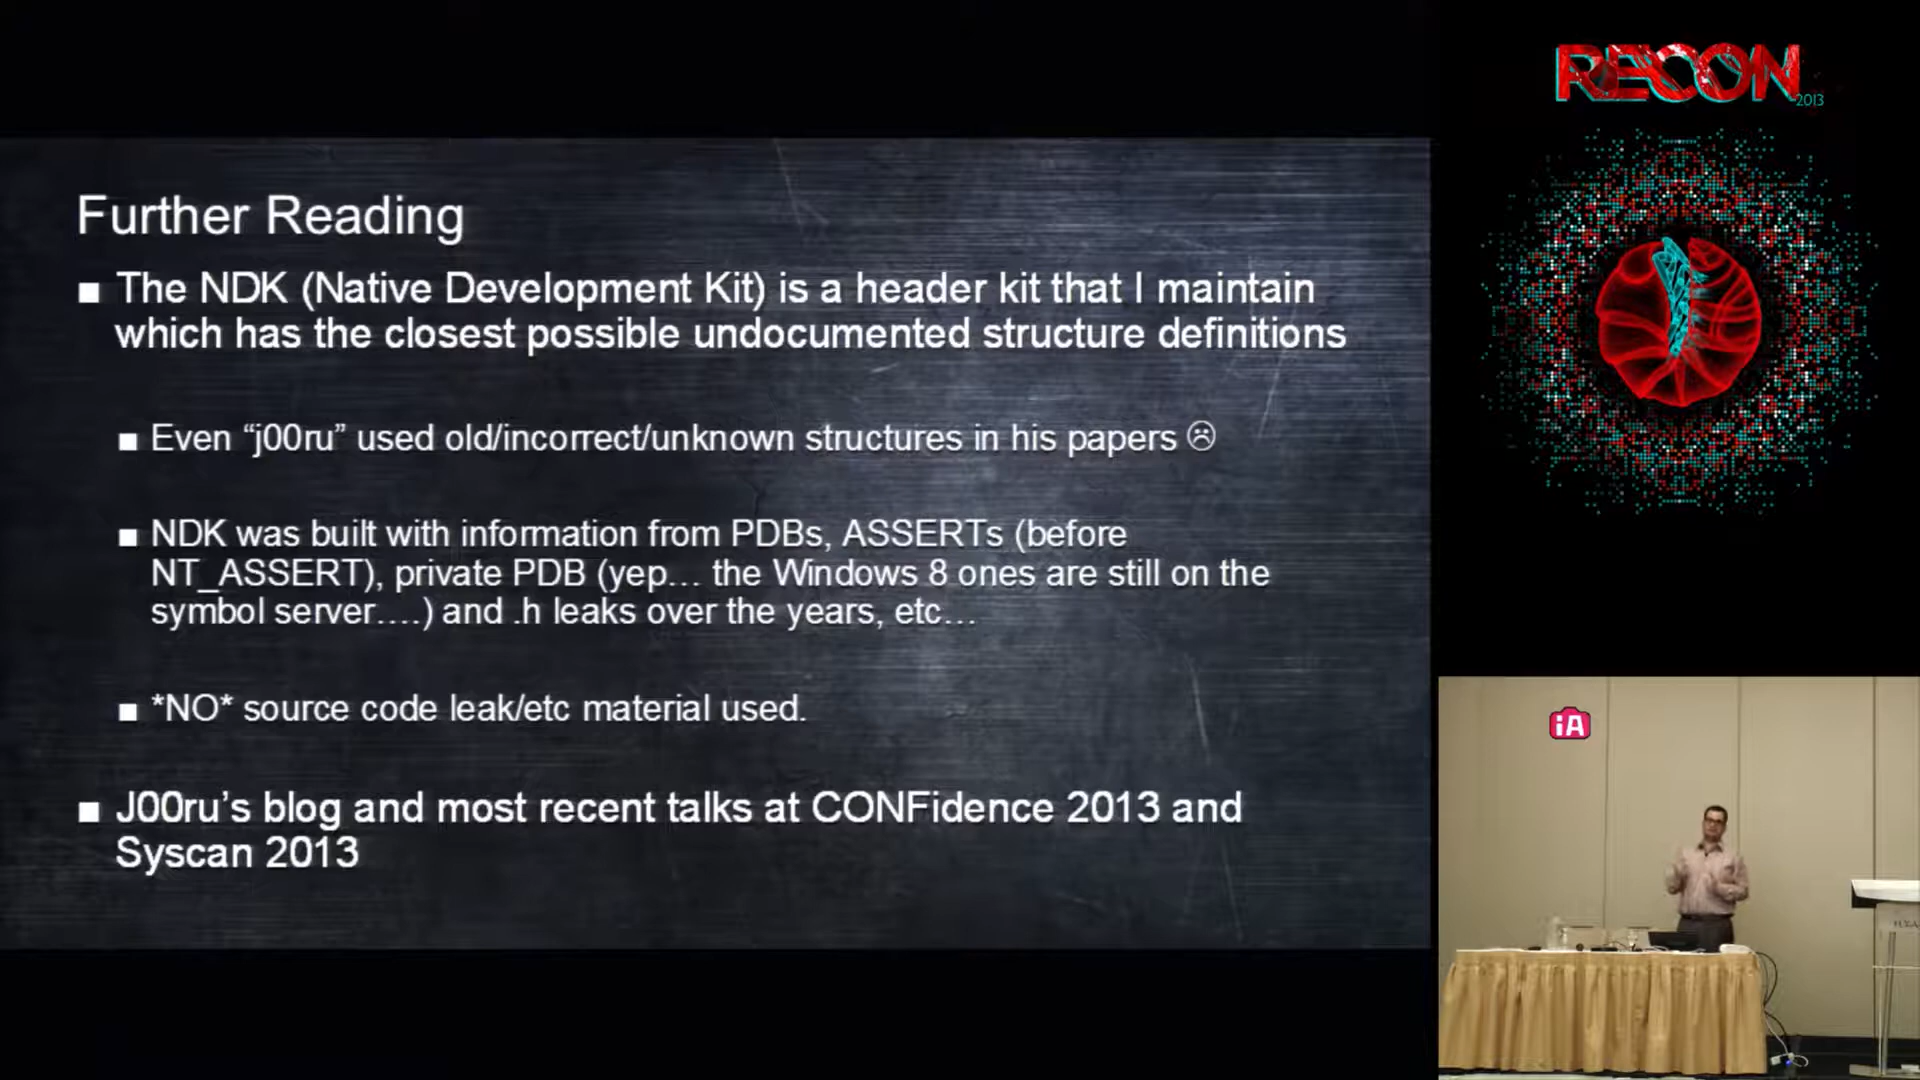 RECON
2013
Further Reading
■ The NDK (Native Development Kit) is a header kit that I maintain
which has the closest possible undocumented structure definitions
■ Even “j00ru” used old/incorrect/unknown structures in his papers ☹
■ NDK was built with information from PDBs, ASSERTs (before
NT_ASSERT), private PDB (yep… the Windows 8 ones are still on the
symbol server….) and .h leaks over the years, etc…
■ *NO* source code leak/etc material used.
■ J00ru’s blog and most recent talks at CONFidence 2013 and
Syscan 2013
iA